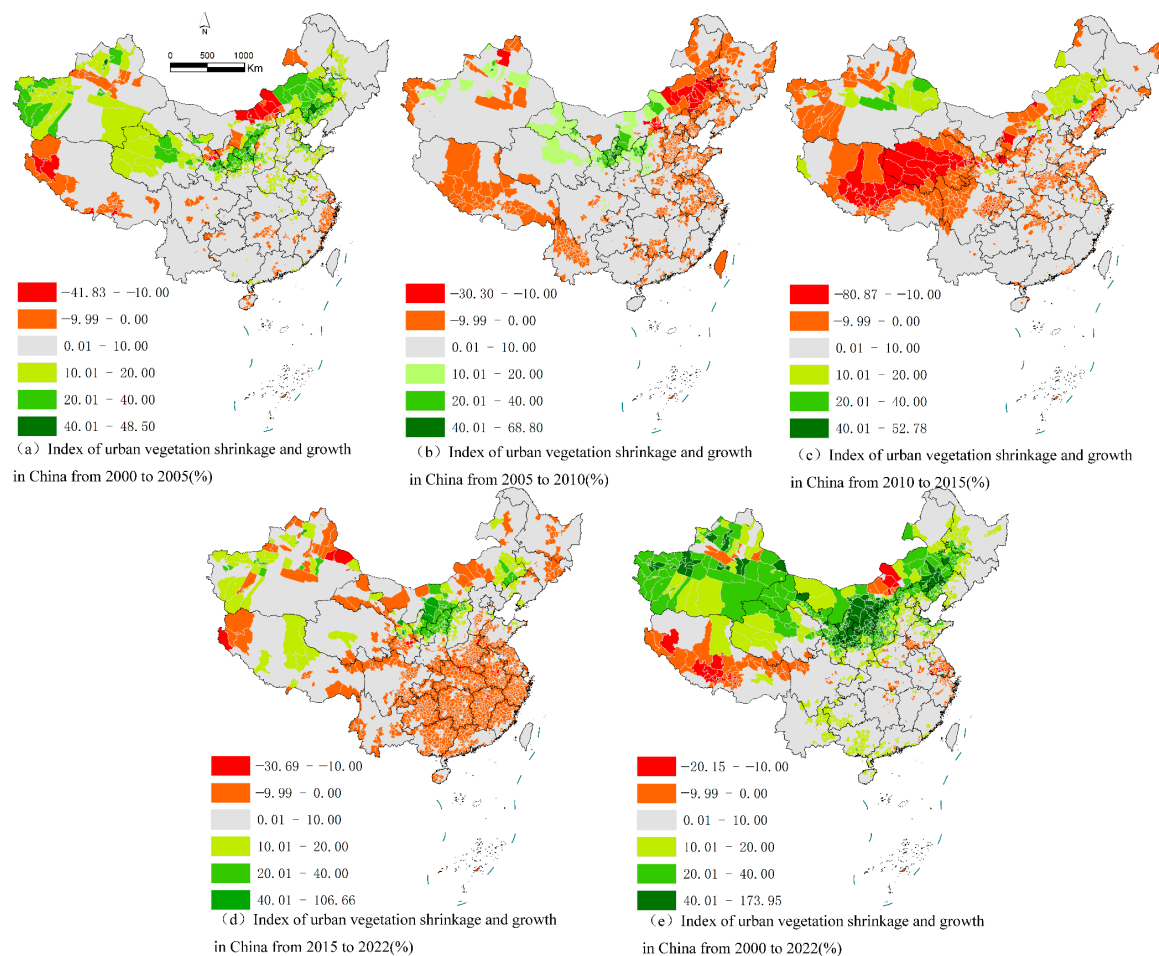 N
0 500 1000
Km
-41.83 - -10.00
-9.99 - 0.00
0.01 - 10.00
10.01 - 20.00
20.01 - 40.00
40.01 - 48.50
（a）Index of urban vegetation shrinkage and growth
in China from 2000 to 2005(%)
-30.30 - -10.00
-9.99 - 0.00
0.01 - 10.00
10.01 - 20.00
20.01 - 40.00
40.01 - 68.80
（b）Index of urban vegetation shrinkage and growth
in China from 2005 to 2010(%)
-80.87 - -10.00
-9.99 - 0.00
0.01 - 10.00
10.01 - 20.00
20.01 - 40.00
40.01 - 52.78
（c）Index of urban vegetation shrinkage and growth
in China from 2010 to 2015(%)
-30.69 - -10.00
-9.99 - 0.00
0.01 - 10.00
10.01 - 20.00
20.01 - 40.00
40.01 - 106.66
（d）Index of urban vegetation shrinkage and growth
in China from 2015 to 2022(%)
-20.15 - -10.00
-9.99 - 0.00
0.01 - 10.00
10.01 - 20.00
20.01 - 40.00
40.01 - 173.95
（e）Index of urban vegetation shrinkage and growth
in China from 2000 to 2022(%)